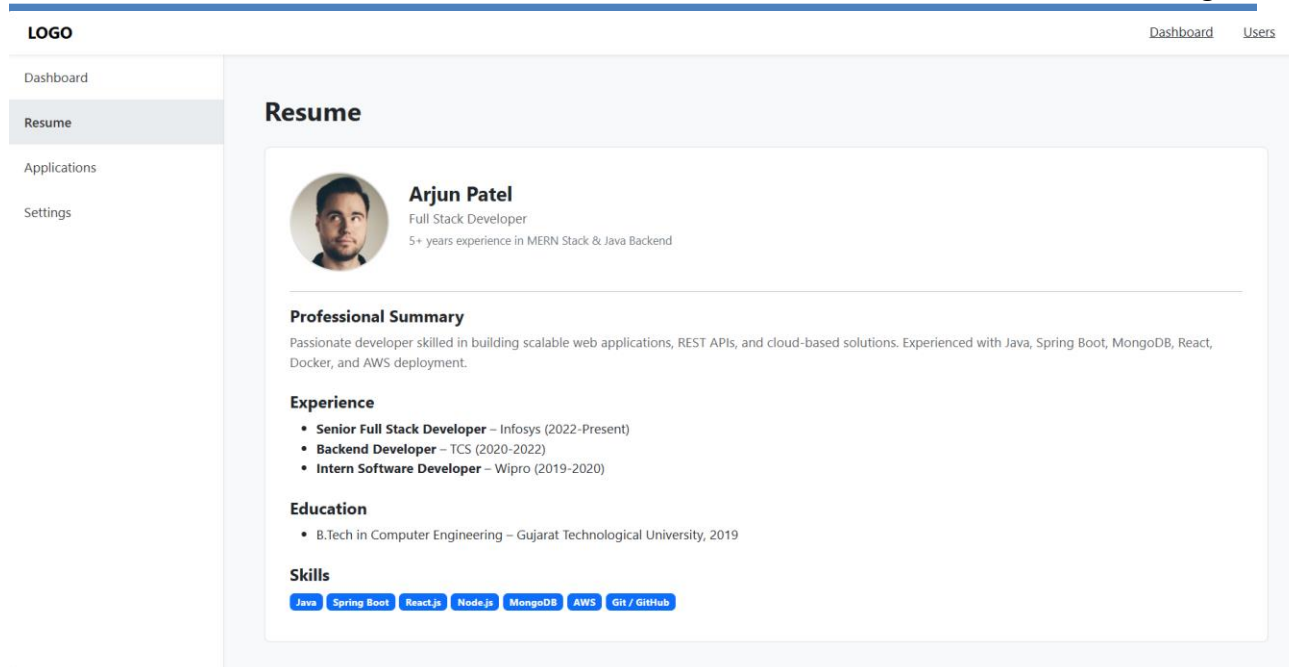 LOGO
Dashboard
Users
Dashboard
Resume
Applications
Settings
Resume
Arjun Patel
Full Stack Developer
5+ years experience in MERN Stack & Java Backend
Professional Summary
Passionate developer skilled in building scalable web applications, REST APIs, and cloud-based solutions. Experienced with Java, Spring Boot, MongoDB, React,
Docker, and AWS deployment.
Experience
• Senior Full Stack Developer – Infosys (2022-Present)
• Backend Developer – TCS (2020-2022)
• Intern Software Developer – Wipro (2019-2020)
Education
• B.Tech in Computer Engineering – Gujarat Technological University, 2019
Skills
Java Spring Boot React.js Node.js MongoDB AWS Git / GitHub